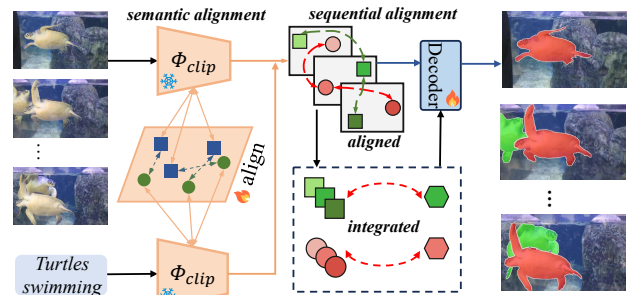 semantic alignment
sequential alignment
Φclip
Decoder
aligned
align
integrated
Turtles
swimming
Φclip